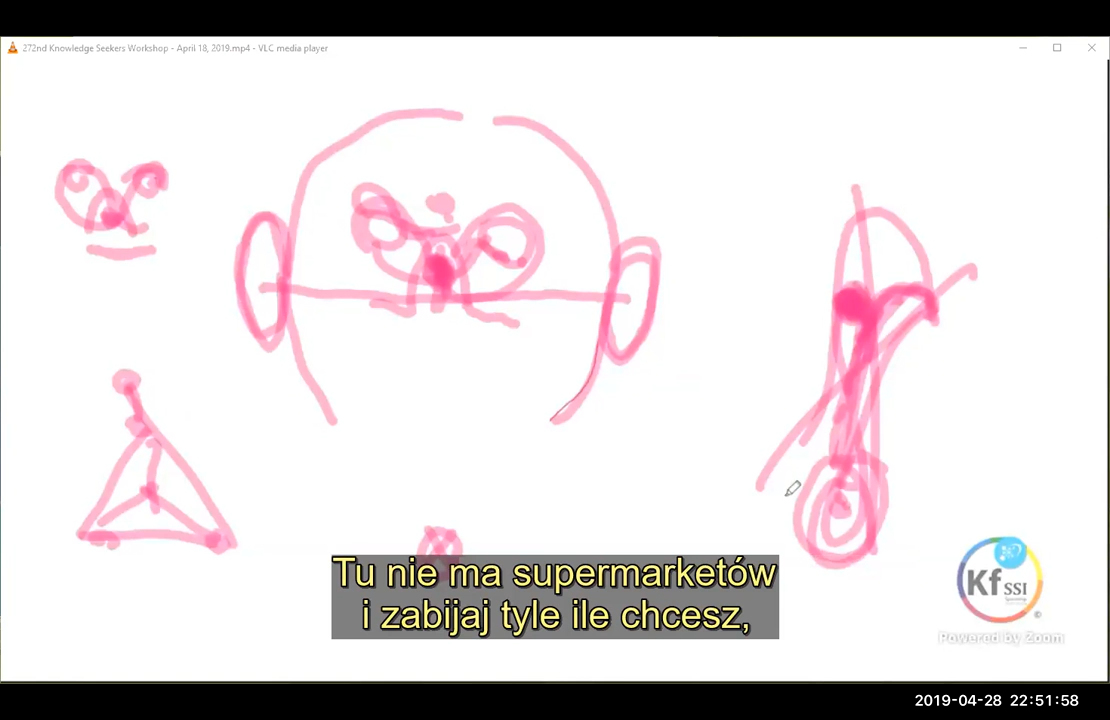 272nd Knowledge Seekers Workshop - April 18, 2019.mp4 - VLC media player
Tu nie ma supermarketów
i zabijaj tyle ile chcesz,
Kf SSI
Powered by Zoom
2019-04-28 22:51:58